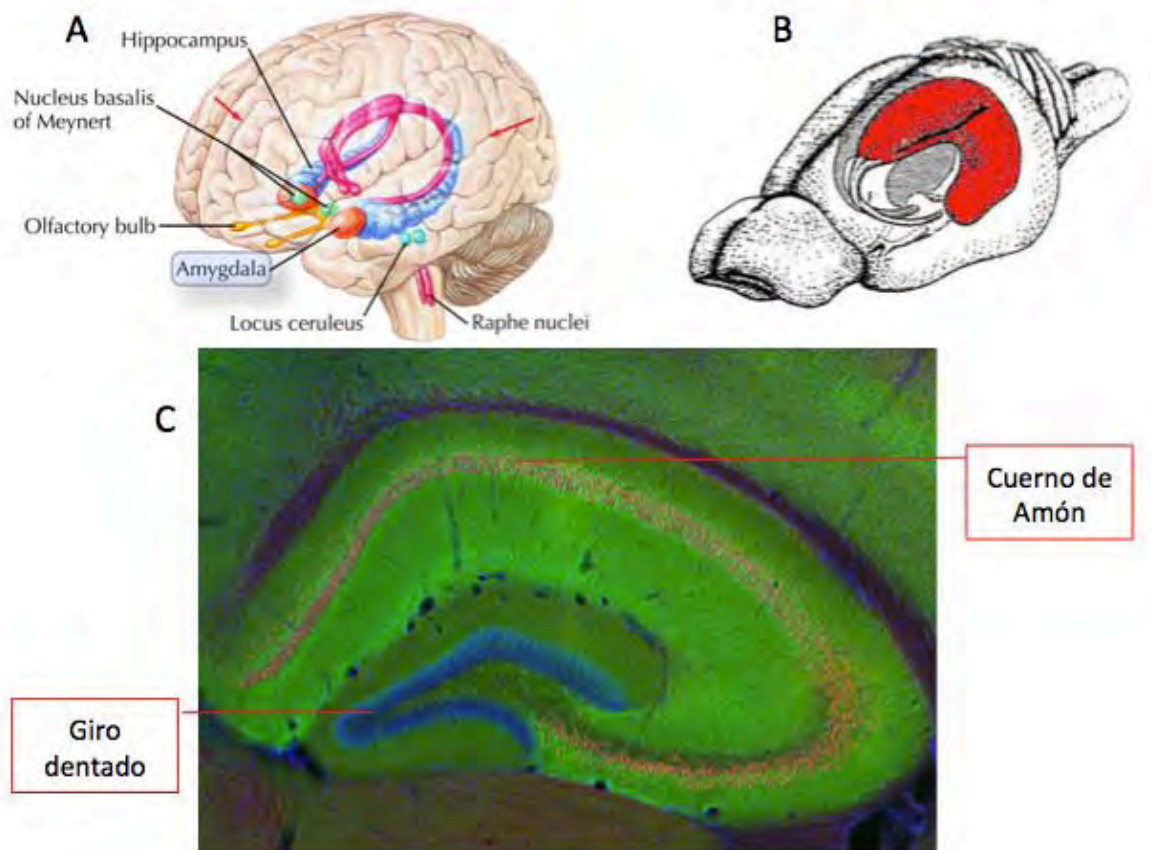 A
Hippocampus
Nucleus basalis
of Meynert
Olfactory bulb
Amygdala
Locus ceruleus
Raphe nuclei
B
C
Cuerno de
Amón
Giro
dentado